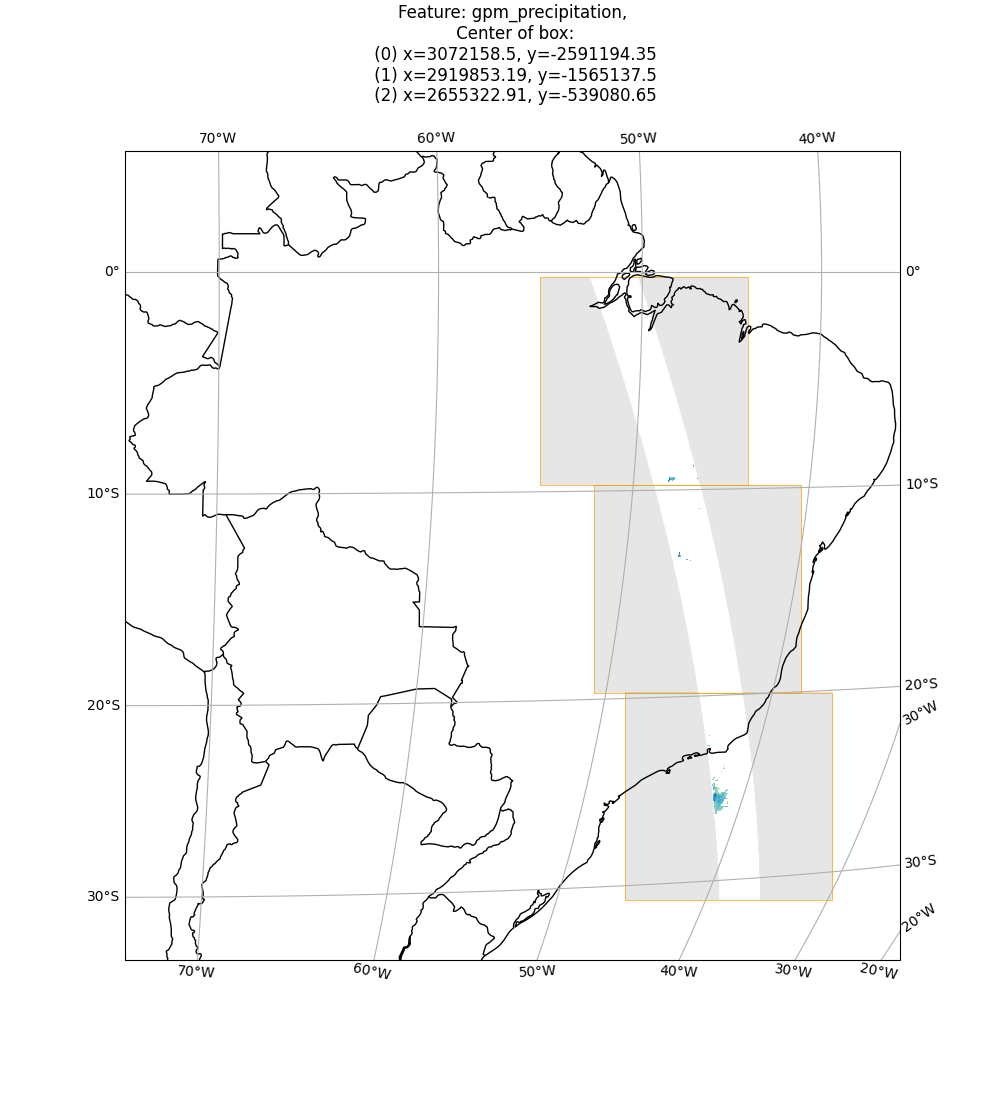 Feature: gpm_precipitation,
Center of box:
(0) x=3072158.5, y=-2591194.35
(1) x=2919853.19, y=-1565137.5
(2) x=2655322.91, y=-539080.65
70°W 60°W 50°W 40°W
0° 0°
10°S 10°S
20°S 20°S
30°W
30°S 30°S
20°W
70°W 60°W 50°W 40°W 30°W 20°W